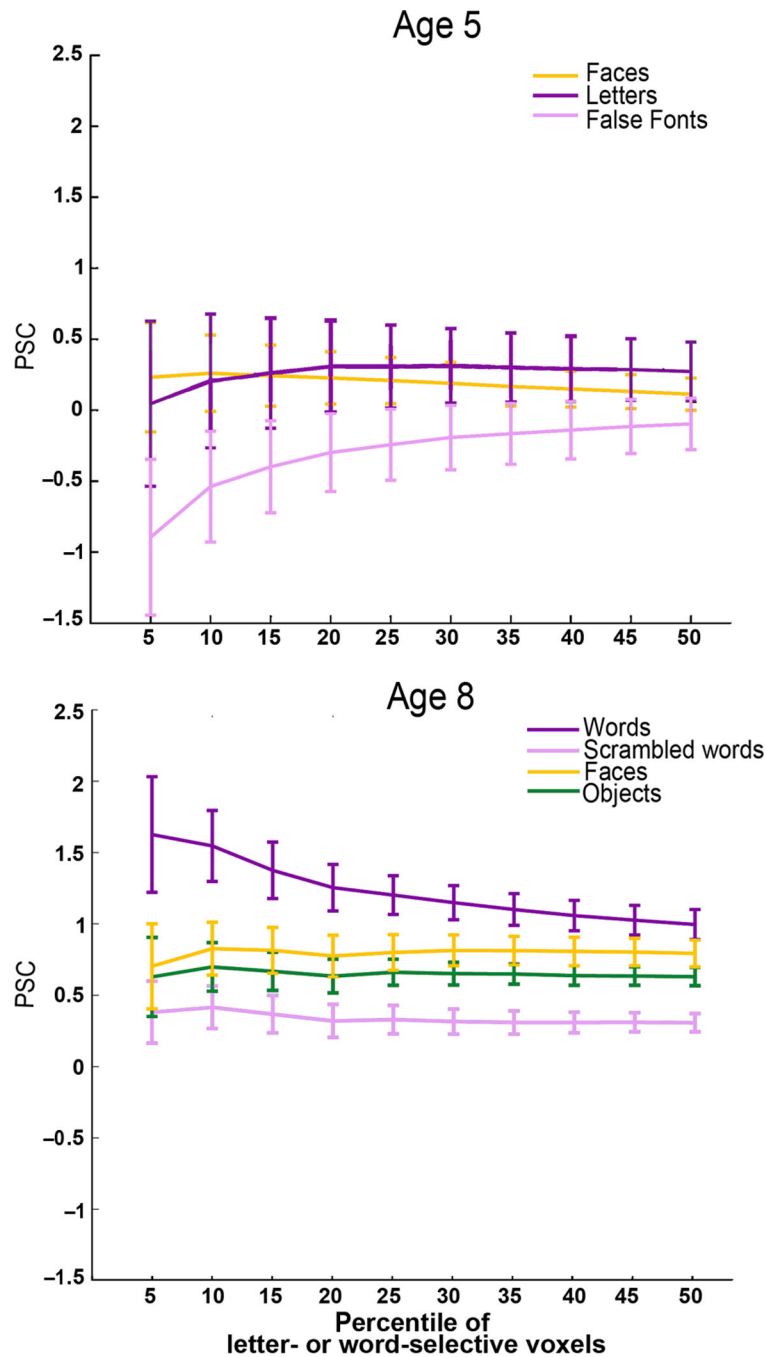 Age 5
Faces
Letters
False Fonts
PSC
2.5
2
1.5
1
0.5
0
−0.5
−1
−1.5
5 10 15 20 25 30 35 40 45 50
Age 8
Words
Scrambled words
Faces
Objects
PSC
2.5
2
1.5
1
0.5
0
−0.5
−1
−1.5
5 10 15 20 25 30 35 40 45 50
Percentile of
letter- or word-selective voxels